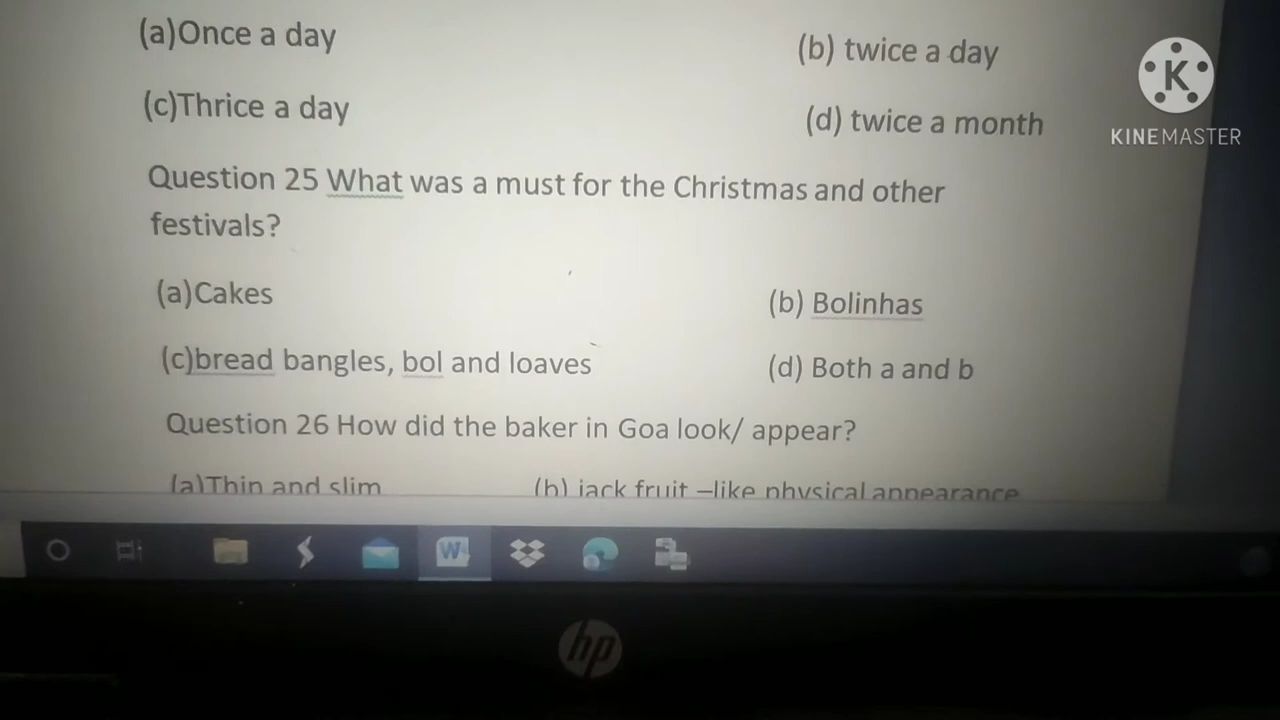 (a)Once a day
(b) twice a day
(c)Thrice a day
(d) twice a month
Question 25 What was a must for the Christmas and other
festivals?
(a)Cakes
(b) Bolinhas
(c)bread bangles, bol and loaves
(d) Both a and b
Question 26 How did the baker in Goa look/ appear?
(a)Thin and slim
(b) jack fruit –like physical appearance
K
KINEMASTER
W
hp